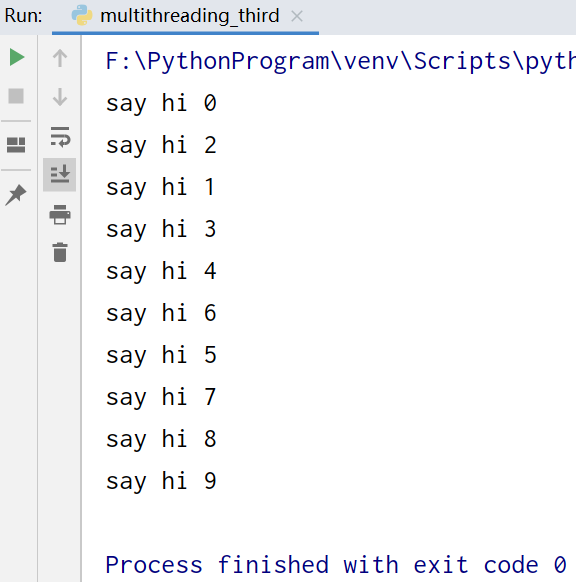 Run: multithreading_third
F:\PythonProgram\venv\Scripts\pyth
say hi 0
say hi 2
say hi 1
say hi 3
say hi 4
say hi 6
say hi 5
say hi 7
say hi 8
say hi 9
Process finished with exit code 0